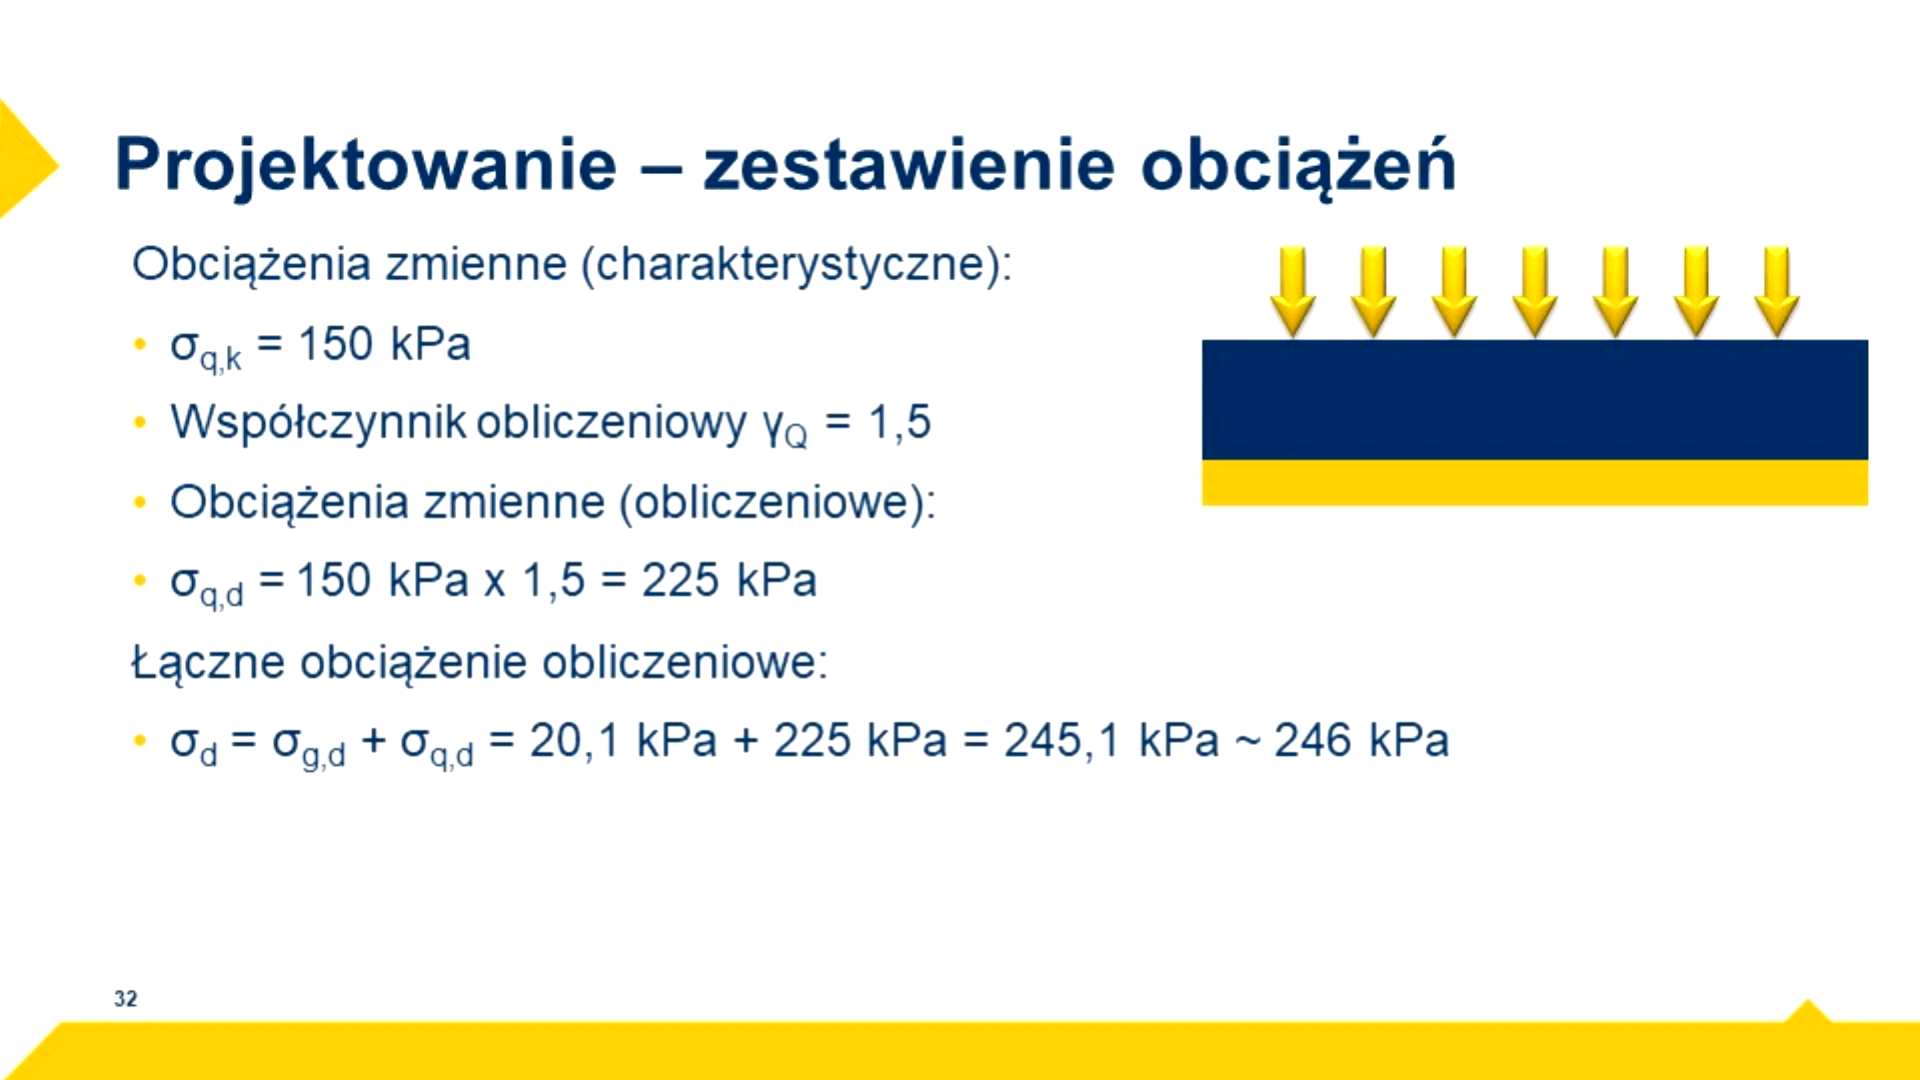 Projektowanie – zestawienie obciążeń
Obciążenia zmienne (charakterystyczne):
• σq,k = 150 kPa
• Współczynnik obliczeniowy γQ = 1,5
• Obciążenia zmienne (obliczeniowe):
• σq,d = 150 kPa x 1,5 = 225 kPa
Łączne obciążenie obliczeniowe:
• σd = σg,d + σq,d = 20,1 kPa + 225 kPa = 245,1 kPa ~ 246 kPa
32